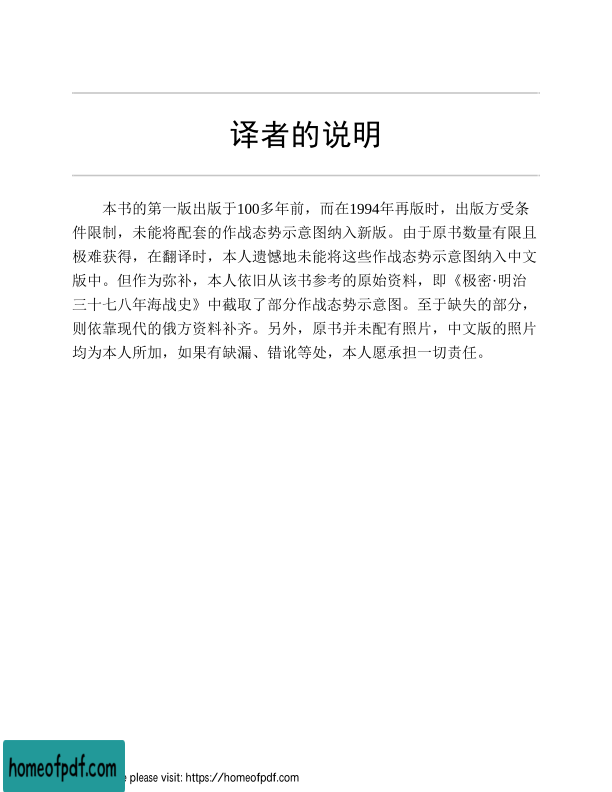 译者的说明
本书的第一版出版于100多年前，而在1994年再版时，出版方受条
件限制，未能将配套的作战态势示意图纳入新版。由于原书数量有限且
极难获得，在翻译时，本人遗憾地未能将这些作战态势示意图纳入中文
版中。但作为弥补，本人依旧从该书参考的原始资料，即《极密·明治
三十七八年海战史》中截取了部分作战态势示意图。至于缺失的部分，
则依靠现代的俄方资料补齐。另外，原书并未配有照片，中文版的照片
均为本人所加，如果有缺漏、错讹等处，本人愿承担一切责任。
homeofpdf.com
e please visit: https://homeofpdf.com